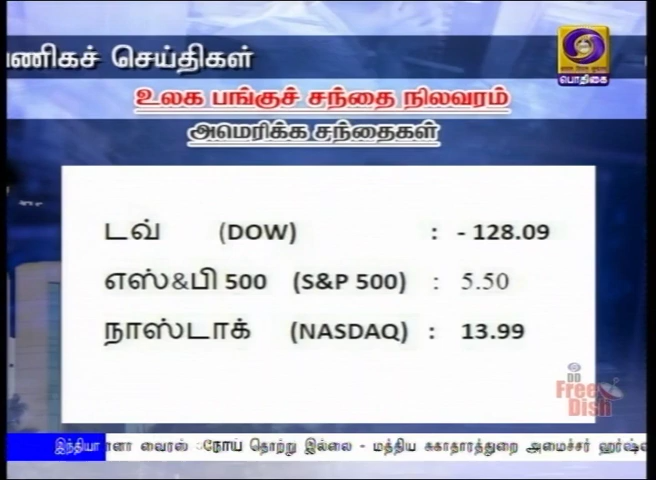 ணிகச் செய்திகள்
பொதிகை
உலக பங்குச் சந்தை நிலவரம்
அமெரிக்க சந்தைகள்
டவ் (DOW) : - 128.09
எஸ்&பி 500 (S&P 500) : 5.50
நாஸ்டாக் (NASDAQ) : 13.99
DD
Free
Dish
இந்தியா ரனா வைரஸ் நோய் தொற்று இல்லை - மத்திய சுகாதாரத்துறை அமைச்சர் ஹர்ஷ